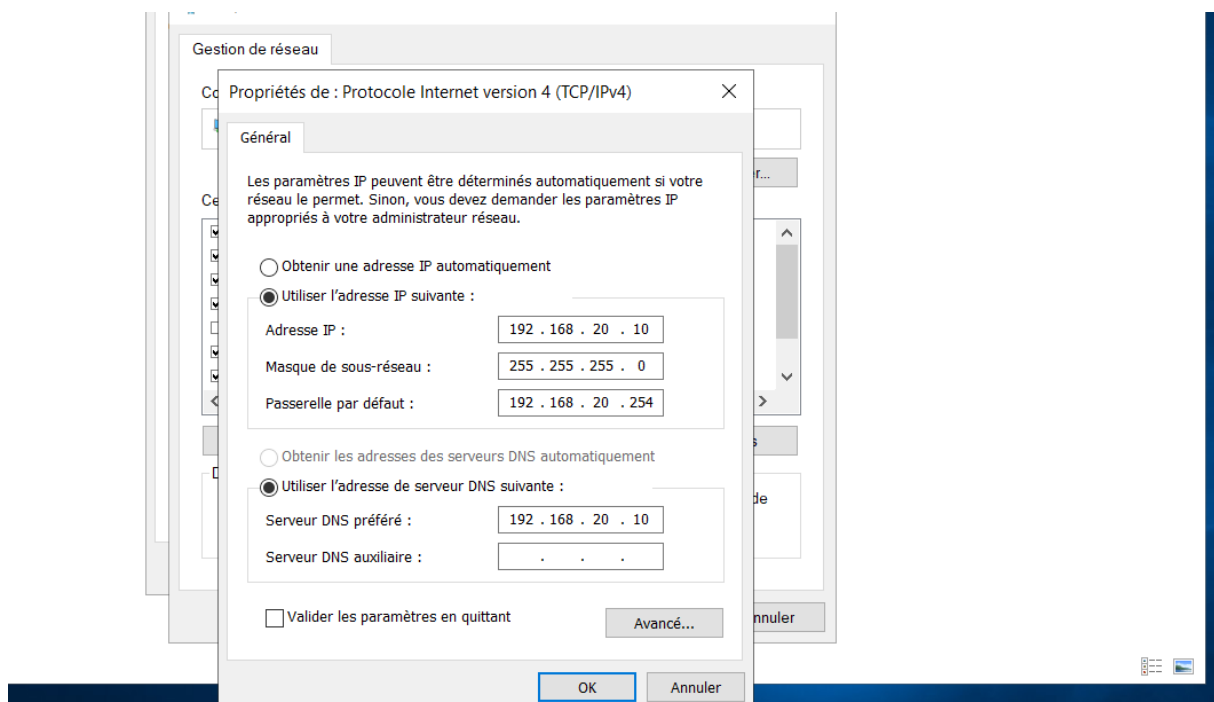 Gestion de réseau
Co
Propriétés de : Protocole Internet version 4 (TCP/IPv4)
Général
Les paramètres IP peuvent être déterminés automatiquement si votre
réseau le permet. Sinon, vous devez demander les paramètres IP
appropriés à votre administrateur réseau.
r...
Ce
Obtenir une adresse IP automatiquement
Utiliser l'adresse IP suivante :
Adresse IP : 192 . 168 . 20 . 10
Masque de sous-réseau : 255 . 255 . 255 . 0
Passerelle par défaut : 192 . 168 . 20 . 254
s
Obtenir les adresses des serveurs DNS automatiquement
D
Utiliser l'adresse de serveur DNS suivante :
de
Serveur DNS préféré : 192 . 168 . 20 . 10
Serveur DNS auxiliaire : . . .
Valider les paramètres en quittant
Avancé...
nnuler
OK
Annuler